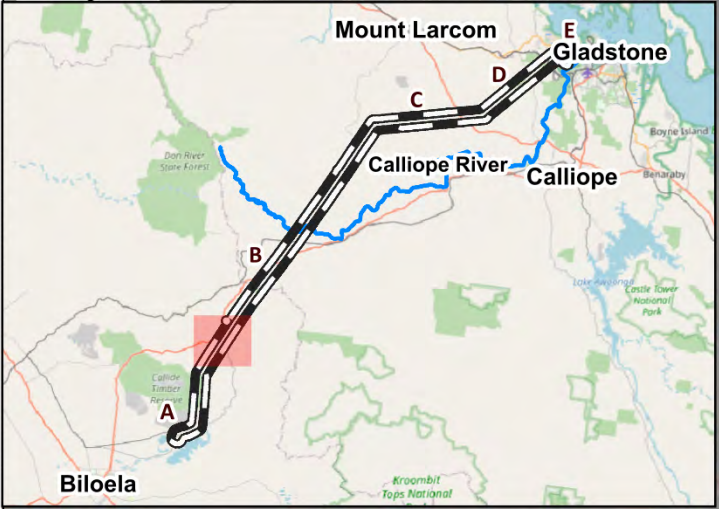 Mount Larcom
E
Gladstone
D
C
Don River
State Forest
Calliope River
Calliope
Boyne Island
Benaraby
B
Lake Awoonga
Castle Tower
National
Park
Callide
Timber
Reserve
A
Biloela
Kroombit
Tops National